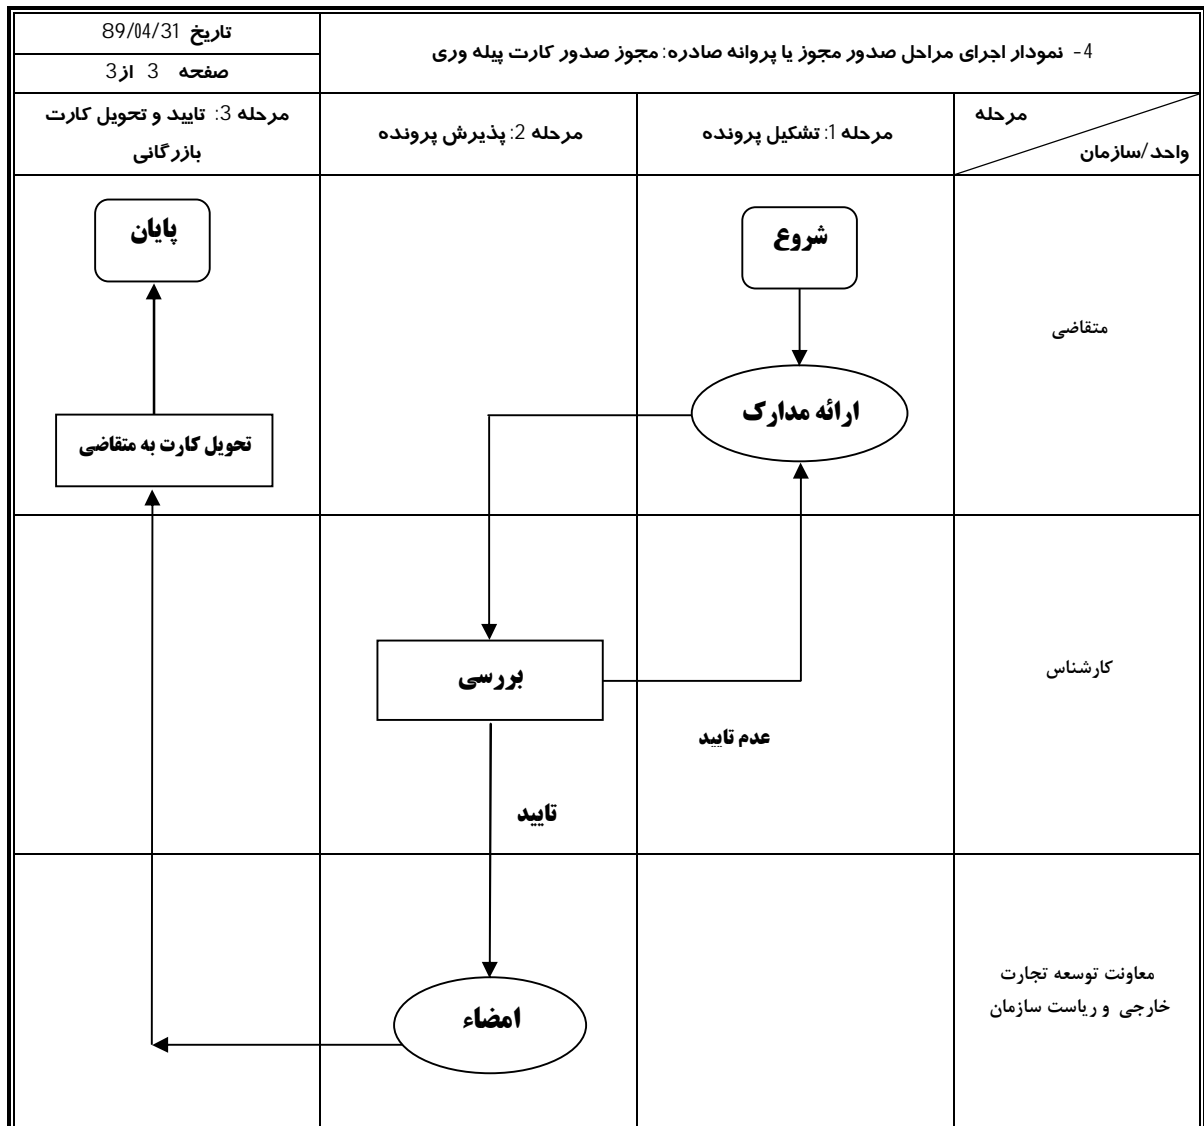 4- نمودار اجرای مراحل صدور مجوز یا پروانه صادره: مجوز صدور کارت پیله وری
تاریخ 89/04/31
صفحه 3 از 3
مرحله
واحد/سازمان
مرحله 1: تشکیل پرونده
مرحله 2: پذیرش پرونده
مرحله 3: تایید و تحویل کارت
بازرگانی
متقاضی
شروع
پایان
ارائه مدارک
تحویل کارت به متقاضی
کارشناس
بررسی
عدم تایید
تایید
معاونت توسعه تجارت
خارجی و ریاست سازمان
امضاء